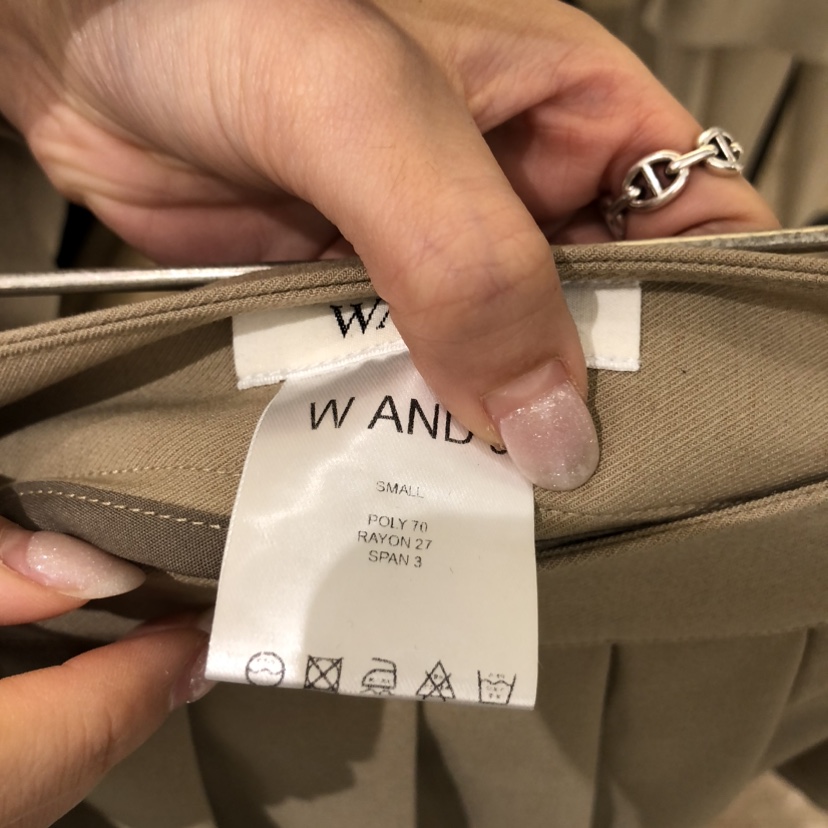 W AND
SMALL
POLY 70
RAYON 27
SPAN 3